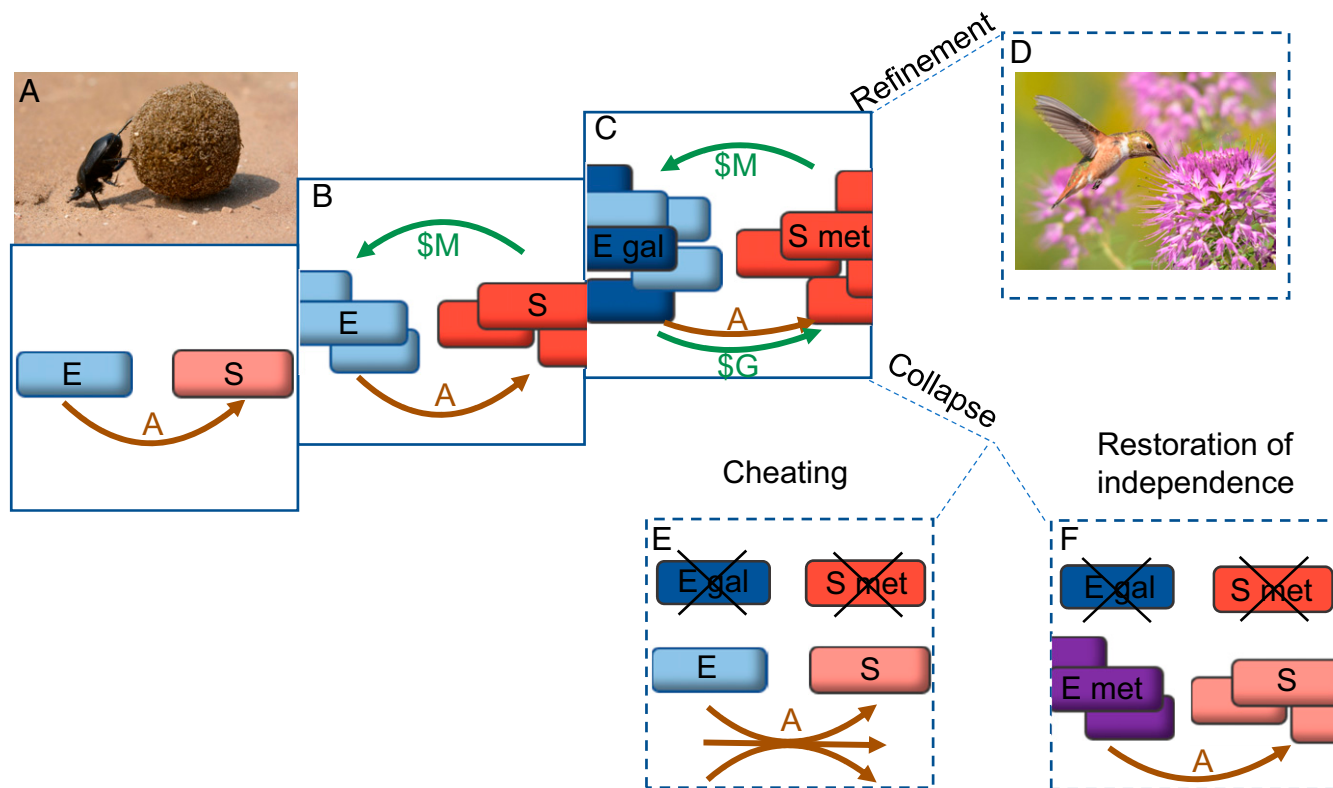 A
E
S
A
B
$M
E
S
A
C
$M
E gal
S met
A
$G
Refinement
D
Collapse
Cheating
Restoration of
independence
E
E gal
S met
E
S
A
F
E gal
S met
E met
S
A